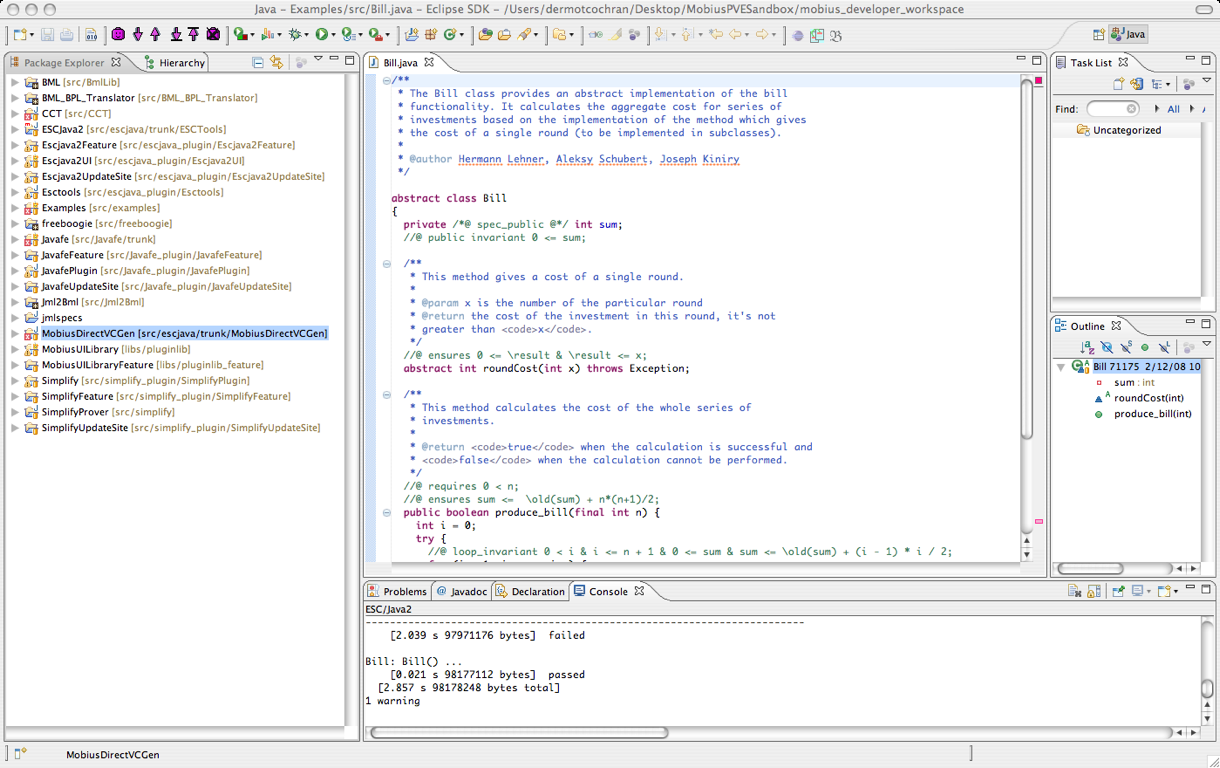 Java – Examples/src/Bill.java – Eclipse SDK – /Users/dermotcochran/Desktop/MobiusPVESandbox/mobius_developer_workspace
Java
Package Explorer
Hierarchy
BML [src/BmlLib]
BML_BPL_Translator [src/BML_BPL_Translator]
CCT [src/CCT]
ESCJava2 [src/escjava/trunk/ESCTools]
Escjava2Feature [src/escjava_plugin/Escjava2Feature]
Escjava2UI [src/escjava_plugin/Escjava2UI]
Escjava2UpdateSite [src/escjava_plugin/Escjava2UpdateSite]
Esctools [src/escjava_plugin/Esctools]
Examples [src/examples]
freeboogie [src/freeboogie]
Javafe [src/Javafe/trunk]
JavafeFeature [src/Javafe_plugin/JavafeFeature]
JavafePlugin [src/Javafe_plugin/JavafePlugin]
JavafeUpdateSite [src/Javafe_plugin/JavafeUpdateSite]
Jml2Bml [src/Jml2Bml]
jmlspecs
MobiusDirectVCGen [src/escjava/trunk/MobiusDirectVCGen]
MobiusUILibrary [libs/pluginlib]
MobiusUILibraryFeature [libs/pluginlib_feature]
Simplify [src/simplify_plugin/SimplifyPlugin]
SimplifyFeature [src/simplify_plugin/SimplifyFeature]
SimplifyProver [src/simplify]
SimplifyUpdateSite [src/simplify_plugin/SimplifyUpdateSite]
Bill.java
/**
* The Bill class provides an abstract implementation of the bill
* functionality. It calculates the aggregate cost for series of
* investments based on the implementation of the method which gives
* the cost of a single round (to be implemented in subclasses).
*
* @author Hermann Lehner, Aleksy Schubert, Joseph Kiniry
*/
abstract class Bill
{
private /*@ spec_public @*/ int sum;
//@ public invariant 0 <= sum;
/**
* This method gives a cost of a single round.
*
* @param x is the number of the particular round
* @return the cost of the investment in this round, it's not
* greater than <code>x</code>.
*/
//@ ensures 0 <= \result & \result <= x;
abstract int roundCost(int x) throws Exception;
/**
* This method calculates the cost of the whole series of
* investments.
*
* @return <code>true</code> when the calculation is successful and
* <code>false</code> when the calculation cannot be performed.
*/
//@ requires 0 < n;
//@ ensures sum <=  \old(sum) + n*(n+1)/2;
public boolean produce_bill(final int n) {
int i = 0;
try {
//@ loop_invariant 0 < i & i <= n + 1 & 0 <= sum & sum <= \old(sum) + (i - 1) * i / 2;
Task List
Find:
All
Uncategorized
Outline
Bill 71175 2/12/08 10
sum : int
roundCost(int)
produce_bill(int)
Problems
Javadoc
Declaration
Console
ESC/Java2
[2.039 s 97971176 bytes]  failed
Bill: Bill() ...
[0.021 s 98177112 bytes]  passed
[2.857 s 98178248 bytes total]
1 warning
MobiusDirectVCGen